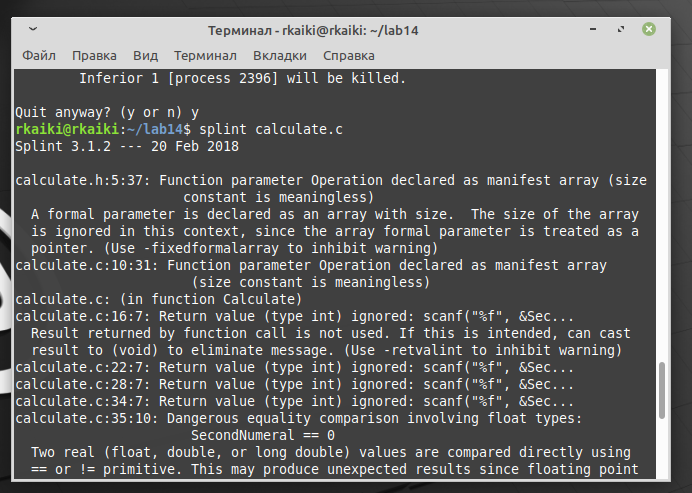 Терминал - rkaiki@rkaiki: ~/lab14
Файл Правка Вид Терминал Вкладки Справка
Inferior 1 [process 2396] will be killed.
Quit anyway? (y or n) y
rkaiki@rkaiki:~/lab14$ splint calculate.c
Splint 3.1.2 --- 20 Feb 2018
calculate.h:5:37: Function parameter Operation declared as manifest array (size
constant is meaningless)
A formal parameter is declared as an array with size.  The size of the array
is ignored in this context, since the array formal parameter is treated as a
pointer. (Use -fixedformalarray to inhibit warning)
calculate.c:10:31: Function parameter Operation declared as manifest array
(size constant is meaningless)
calculate.c: (in function Calculate)
calculate.c:16:7: Return value (type int) ignored: scanf("%f", &Sec...
Result returned by function call is not used. If this is intended, can cast
result to (void) to eliminate message. (Use -retvalint to inhibit warning)
calculate.c:22:7: Return value (type int) ignored: scanf("%f", &Sec...
calculate.c:28:7: Return value (type int) ignored: scanf("%f", &Sec...
calculate.c:34:7: Return value (type int) ignored: scanf("%f", &Sec...
calculate.c:35:10: Dangerous equality comparison involving float types:
SecondNumeral == 0
Two real (float, double, or long double) values are compared directly using
== or != primitive. This may produce unexpected results since floating point